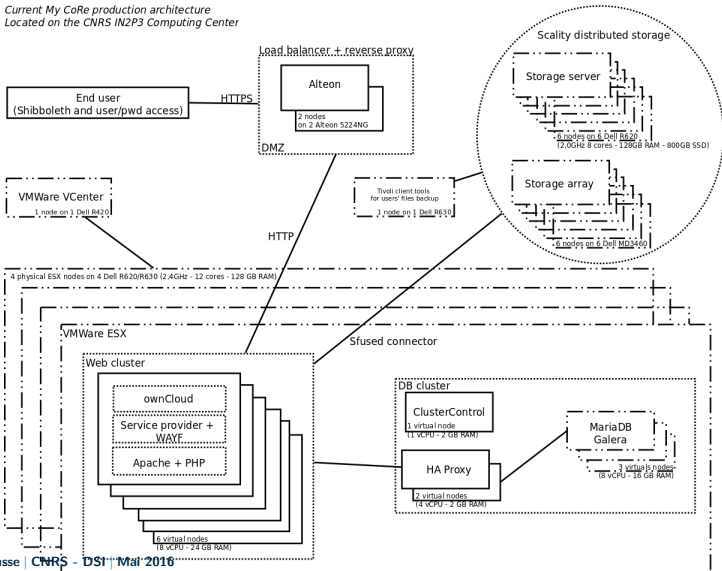 Current My CoRe production architecture
Located on the CNRS IN2P3 Computing Center
Load balancer + reverse proxy
Alteon
2 nodes
on 2 Alteon 5224NG
DMZ
End user
(Shibboleth and user/pwd access)
HTTPS
Scality distributed storage
Storage server
6 nodes on 6 Dell R620
(2,0GHz 8 cores - 128GB RAM - 800GB SSD)
Storage array
6 nodes on 6 Dell MD3460
VMWare VCenter
1 node on 1 Dell R420
Tivoli client tools
for users' files backup
1 node on 1 Dell R630
HTTP
4 physical ESX nodes on 4 Dell R620/R630 (2,4GHz - 12 cores - 128 GB RAM)
VMWare ESX
Sfused connector
Web cluster
ownCloud
Service provider +
WAYF
Apache + PHP
6 virtual nodes
(8 vCPU - 24 GB RAM)
DB cluster
ClusterControl
1 virtual node
(1 vCPU - 2 GB RAM)
HA Proxy
2 virtual nodes
(4 vCPU - 2 GB RAM)
MariaDB
Galera
3 virtuals nodes
(8 vCPU - 16 GB RAM)
usse | CNRS - DSI | Mai 2016